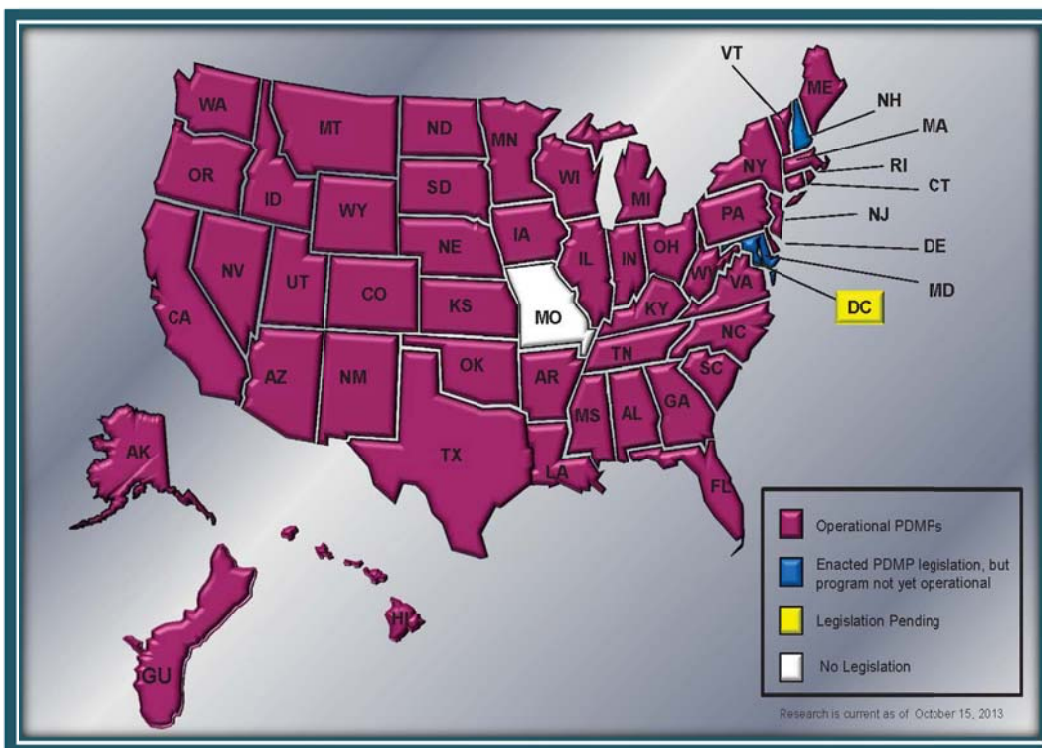 VT
ME
NH
WA
MT
ND
MN
MA
OR
ID
SD
WI
NY
RI
WY
MI
CT
PA
NJ
IA
NE
OH
DE
NV
UT
IL
IN
WV
MD
CO
VA
CA
KS
MO
KY
DC
NC
TN
AZ
NM
OK
AR
SC
MS
AL
GA
TX
LA
AK
FL
HI
GU
Operational PDMPs
Enacted PDMP legislation, but
program not yet operational
Legislation Pending
No Legislation
Research is current as of October 15, 2013